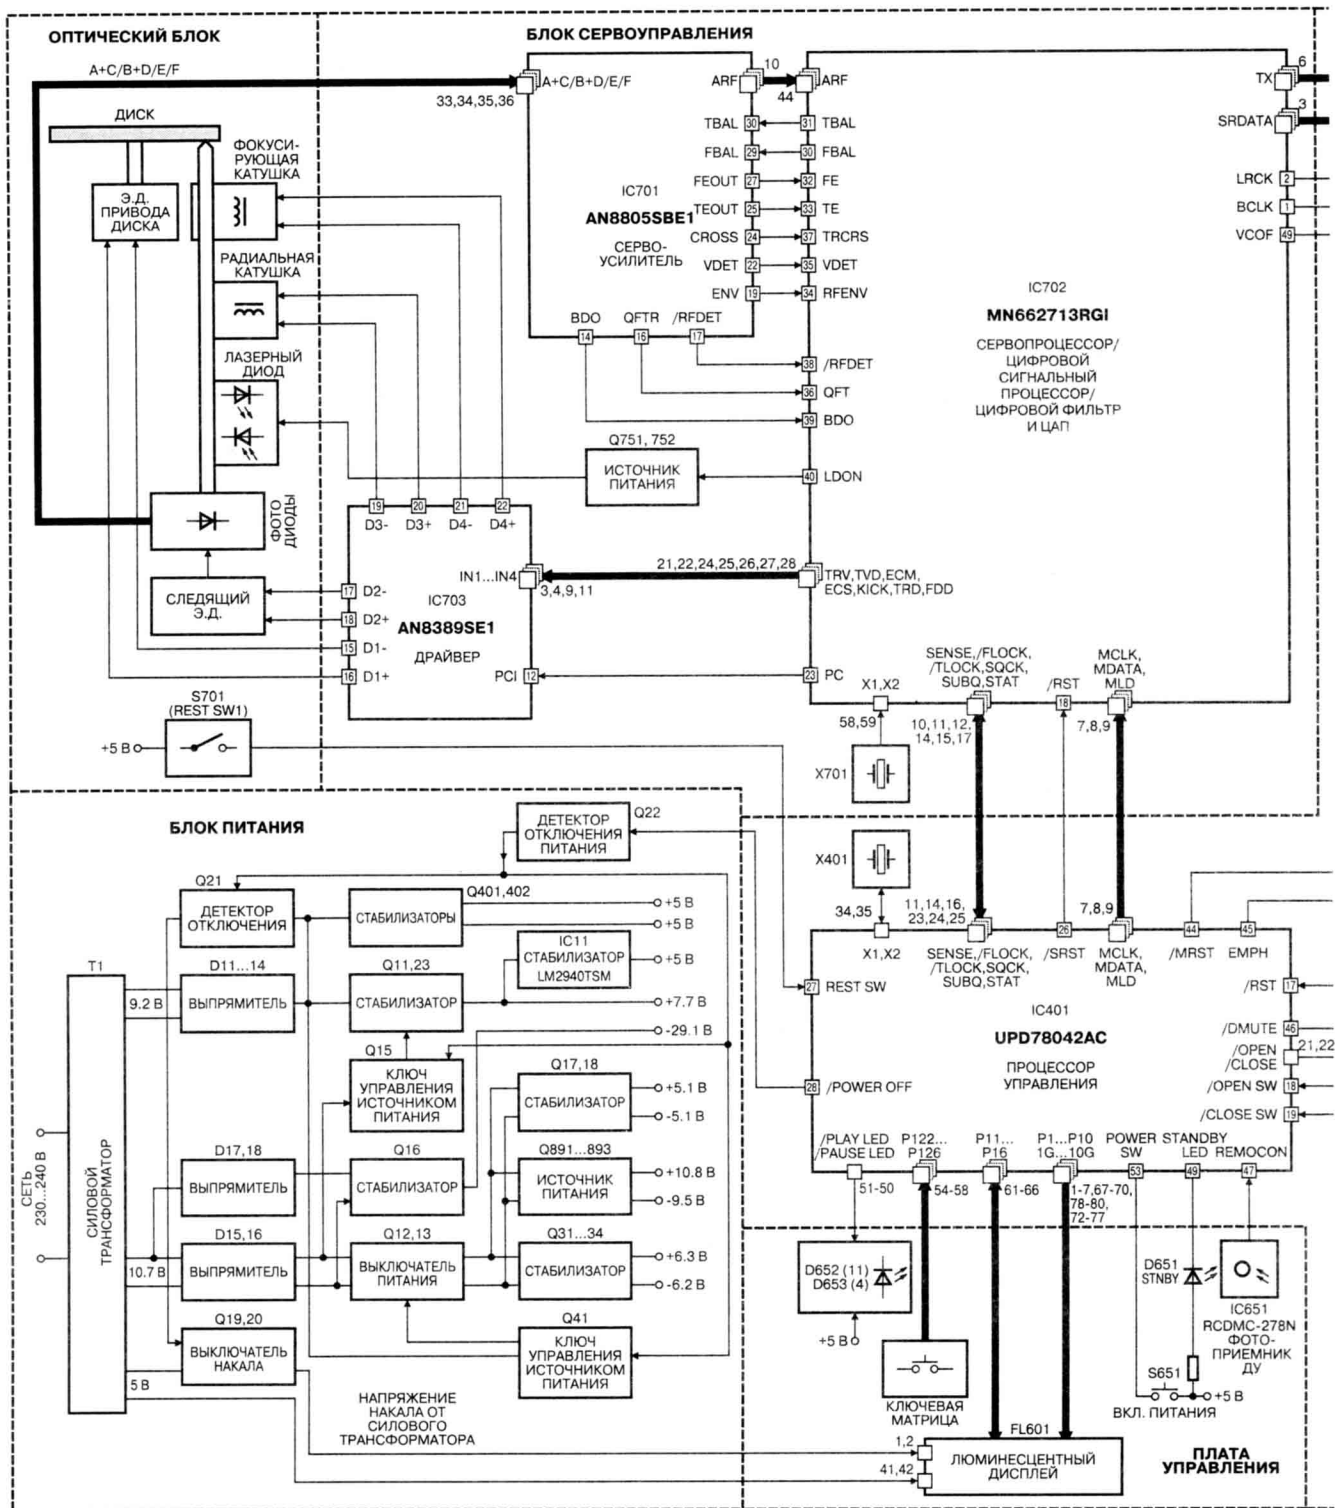 ОПТИЧЕСКИЙ БЛОК
A+C/B+D/E/F
ДИСК
ФОКУСИ-
РУЮЩАЯ
КАТУШКА
Э.Д.
ПРИВОДА
ДИСКА
РАДИАЛЬНАЯ
КАТУШКА
ЛАЗЕРНЫЙ
ДИОД
ФОТО
ДИОДЫ
СЛЕДЯЩИЙ
Э.Д.
S701
(REST SW1)
+5 В
БЛОК СЕРВОУПРАВЛЕНИЯ
33,34,35,36
A+C/B+D/E/F
ARF
10
44
ARF
TBAL 30
31 TBAL
FBAL 29
30 FBAL
FEOUT 27
32 FE
TEOUT 25
33 TE
CROSS 24
37 TRCRS
VDET 22
35 VDET
ENV 19
34 RFENV
IC701
AN8805SBE1
СЕРВО-
УСИЛИТЕЛЬ
BDO QFTR /RFDET
14 16 17
38 /RFDET
36 QFT
39 BDO
Q751, 752
ИСТОЧНИК
ПИТАНИЯ
40 LDON
TX 6
SRDATA 3
LRCK 2
BCLK 1
VCOF 49
IC702
MN662713RGI
СЕРВОПРОЦЕССОР/
ЦИФРОВОЙ
СИГНАЛЬНЫЙ
ПРОЦЕССОР/
ЦИФРОВОЙ ФИЛЬТР
И ЦАП
19 20 21 22
D3- D3+ D4- D4+
IN1...IN4
3,4,9,11
21,22,24,25,26,27,28
TRV,TVD,ECM,
ECS,KICK,TRD,FDD
17 D2-
18 D2+
15 D1-
16 D1+
IC703
AN8389SE1
ДРАЙВЕР
PCI 12
23 PC
X1,X2
58,59
SENSE,/FLOCK,
/TLOCK,SQCK,
SUBQ,STAT
10,11,12,
14,15,17
/RST
18
MCLK,
MDATA,
MLD
7,8,9
X701
БЛОК ПИТАНИЯ
ДЕТЕКТОР
ОТКЛЮЧЕНИЯ
ПИТАНИЯ
Q22
Q21
ДЕТЕКТОР
ОТКЛЮЧЕНИЯ
Q401,402
СТАБИЛИЗАТОРЫ
+5 В
+5 В
IC11
СТАБИЛИЗАТОР
LM2940TSM
+5 В
T1
СИЛОВОЙ
ТРАНСФОРМАТОР
СЕТЬ
230...240 В
9.2 В
D11...14
ВЫПРЯМИТЕЛЬ
Q11,23
СТАБИЛИЗАТОР
+7.7 В
-29.1 В
Q15
КЛЮЧ
УПРАВЛЕНИЯ
ИСТОЧНИКОМ
ПИТАНИЯ
Q17,18
СТАБИЛИЗАТОР
+5.1 В
-5.1 В
D17,18
ВЫПРЯМИТЕЛЬ
Q16
СТАБИЛИЗАТОР
Q891...893
ИСТОЧНИК
ПИТАНИЯ
+10.8 В
-9.5 В
10.7 В
D15,16
ВЫПРЯМИТЕЛЬ
Q12,13
ВЫКЛЮЧАТЕЛЬ
ПИТАНИЯ
Q31...34
СТАБИЛИЗАТОР
+6.3 В
-6.2 В
Q19,20
ВЫКЛЮЧАТЕЛЬ
НАКАЛА
5 В
Q41
КЛЮЧ
УПРАВЛЕНИЯ
ИСТОЧНИКОМ
ПИТАНИЯ
НАПРЯЖЕНИЕ
НАКАЛА ОТ
СИЛОВОГО
ТРАНСФОРМАТОРА
X401
34,35
X1,X2
11,14,16,
23,24,25
SENSE,/FLOCK,
/TLOCK,SQCK,
SUBQ,STAT
26
/SRST
7,8,9
MCLK,
MDATA,
MLD
44
/MRST
45
EMPH
27 REST SW
IC401
UPD78042AC
ПРОЦЕССОР
УПРАВЛЕНИЯ
28 /POWER OFF
/RST 17
/DMUTE 46
/OPEN
/CLOSE
21,22
/OPEN SW 18
/CLOSE SW 19
/PLAY LED
/PAUSE LED
51-50
P122...
P126
54-58
P11...
P16
61-66
P1...P10
1G...10G
1-7,67-70,
78-80,
72-77
POWER
SW
53
STANDBY
LED
49
REMOCON
47
D652 (11)
D653 (4)
+5 В
КЛЮЧЕВАЯ
МАТРИЦА
D651
STNBY
IC651
RCDMC-278N
ФОТО-
ПРИЕМНИК
ДУ
S651
+5 В
ВКЛ. ПИТАНИЯ
FL601
1,2
41,42
ЛЮМИНЕСЦЕНТНЫЙ
ДИСПЛЕЙ
ПЛАТА
УПРАВЛЕНИЯ